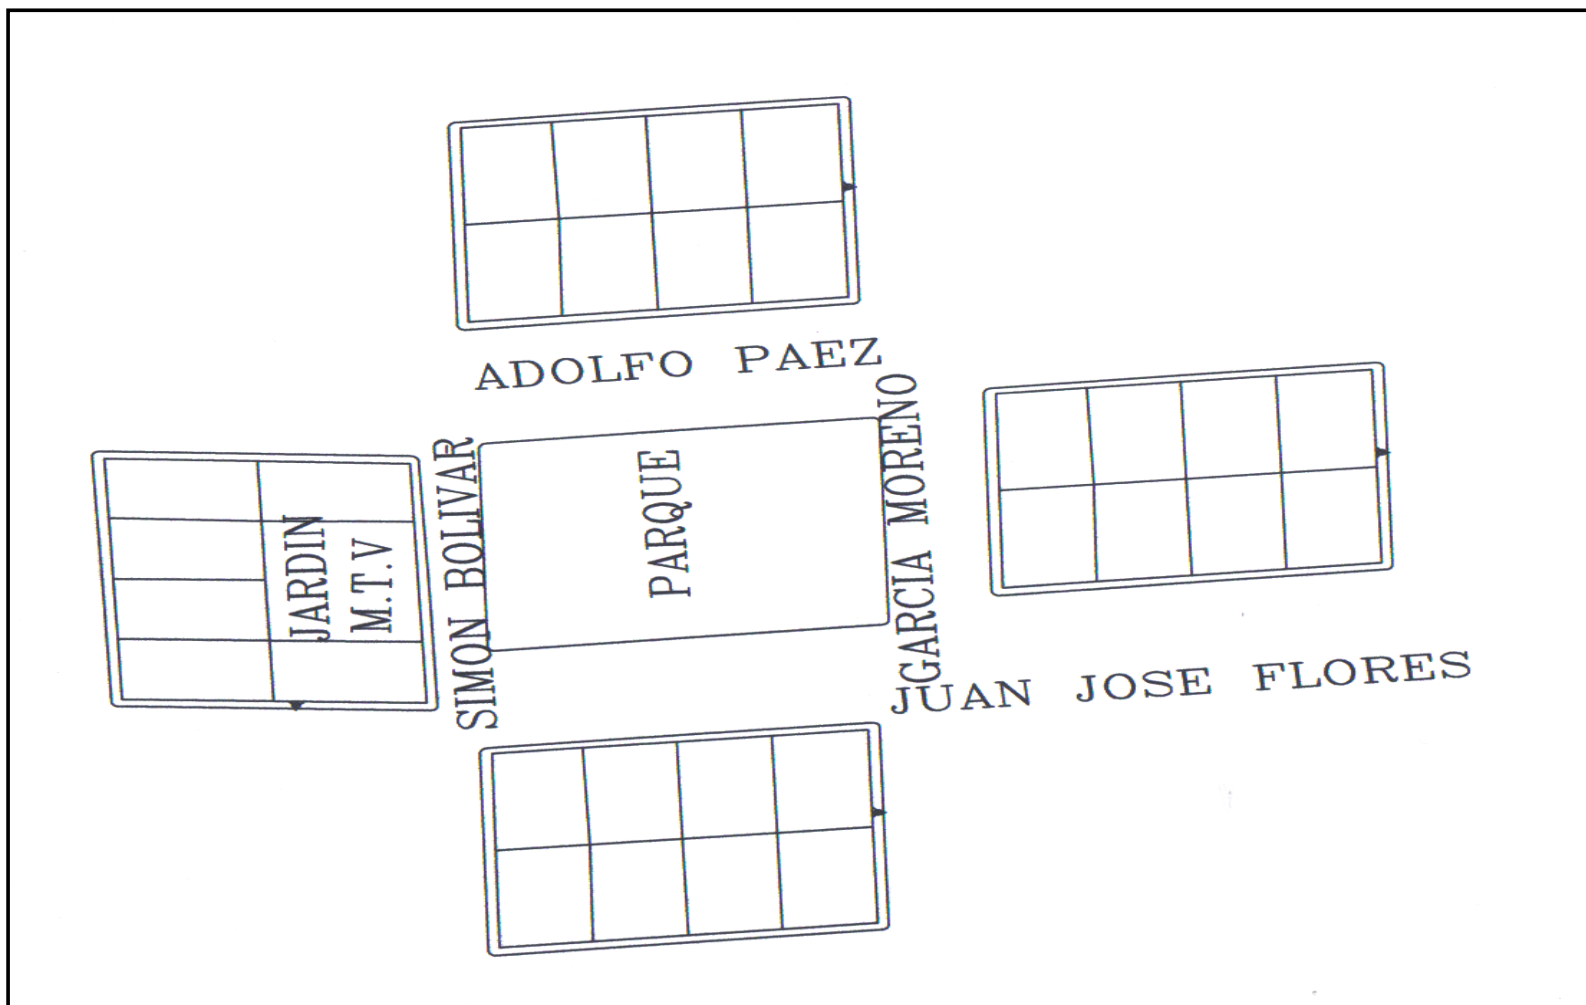 ADOLFO PAEZ
SIMON BOLIVAR
PARQUE
GARCIA MORENO
JARDIN
M.T.V
JUAN JOSE FLORES